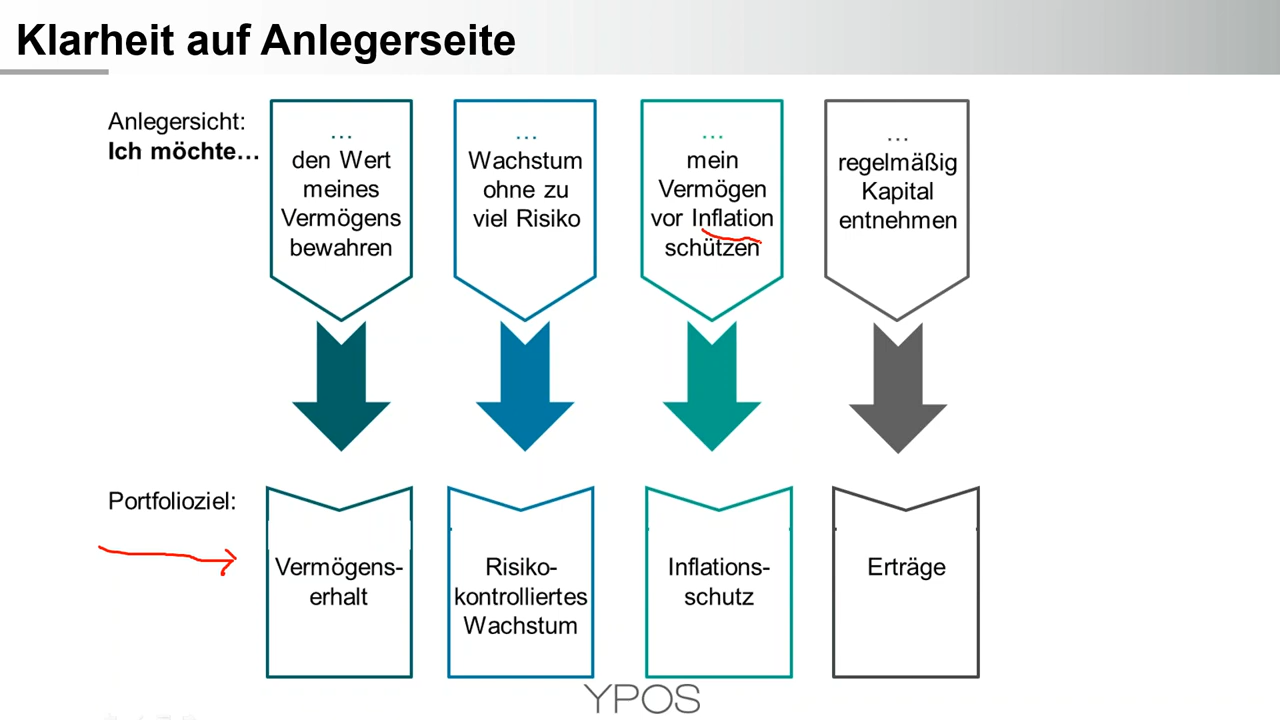 Klarheit auf Anlegerseite
Anlegersicht:
Ich möchte…
…
den Wert
meines
Vermögens
bewahren
…
Wachstum
ohne zu
viel Risiko
…
mein
Vermögen
vor Inflation
schützen
…
regelmäßig
Kapital
entnehmen
Portfolioziel:
Vermögens-
erhalt
Risiko-
kontrolliertes
Wachstum
Inflations-
schutz
Erträge
YPOS